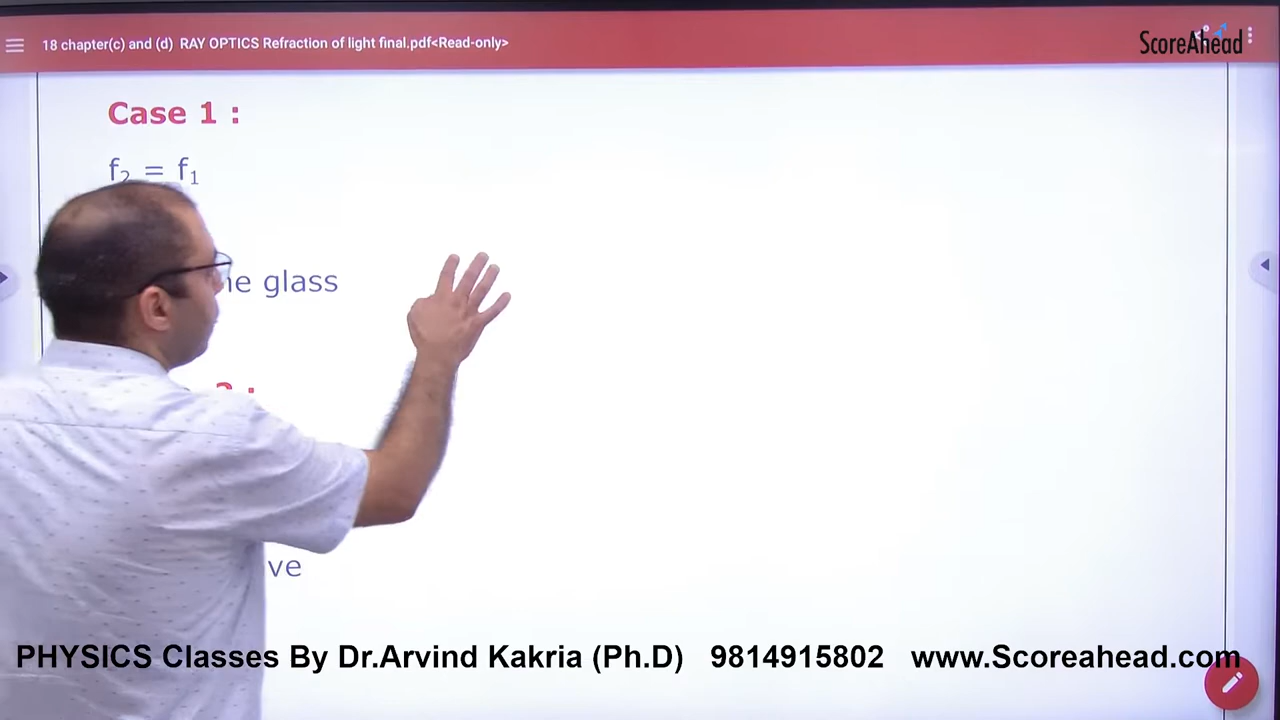 18 chapter(c) and (d) RAY OPTICS Refraction of light final.pdf<Read-only>
ScoreAhead
Case 1 :
f₂ = f₁
glass
2 :
ve
PHYSICS Classes By Dr.Arvind Kakria (Ph.D) 9814915802 www.Scoreahead.com